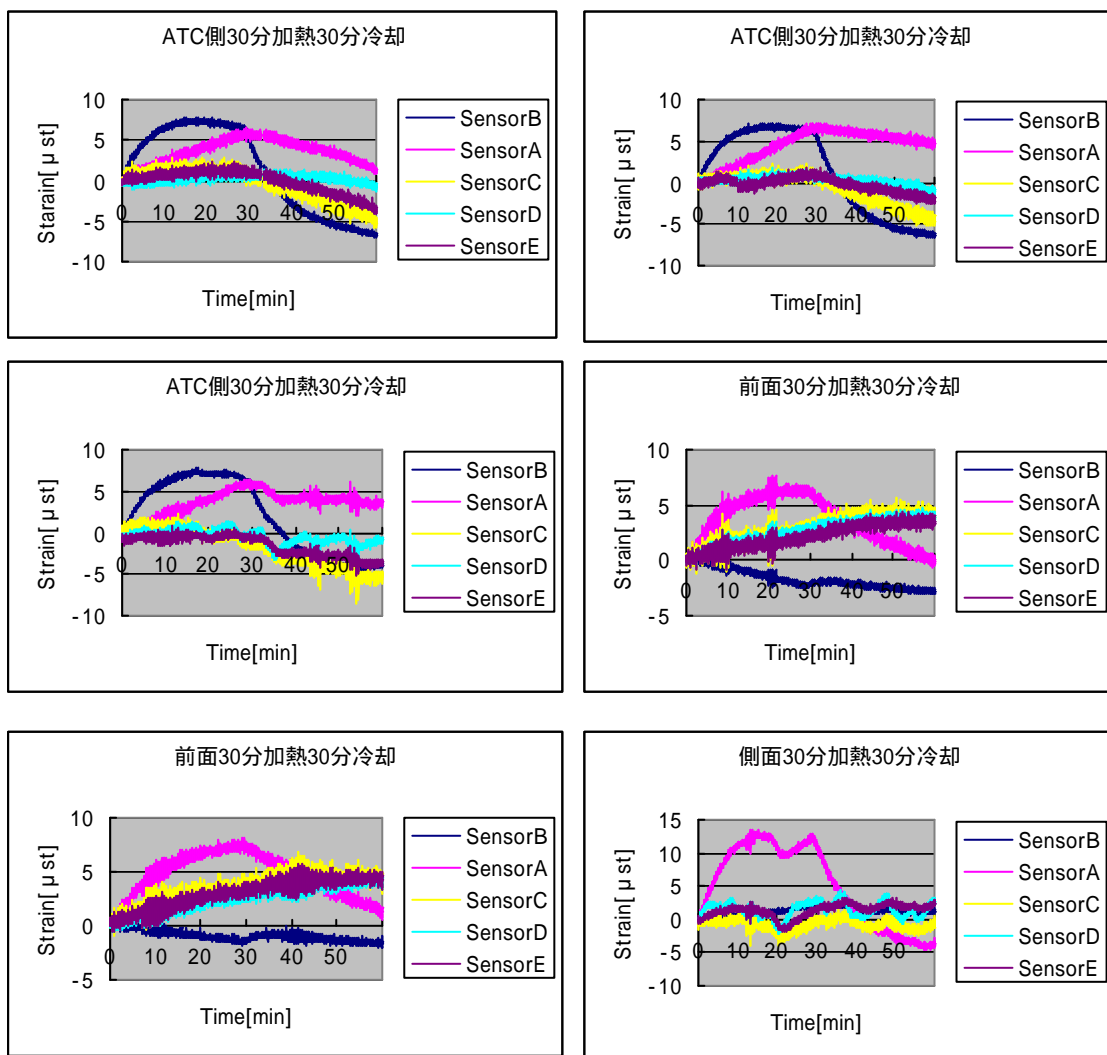 ATC側30分加熱30分冷却
Starain[μst)
10
5
0
-5
-10
0 10 20 30 40 50
Time[min]
SensorB
SensorA
SensorC
SensorD
SensorE
ATC側30分加熱30分冷却
Strain[μst)
10
5
0
-5
-10
0 10 20 30 40 50
Time[min]
SensorB
SensorA
SensorC
SensorD
SensorE
ATC側30分加熱30分冷却
Strain[μst)
10
5
0
-5
-10
0 10 20 30 40 50
Time[min]
SensorB
SensorA
SensorC
SensorD
SensorE
前面30分加熱30分冷却
Strain[μst)
10
5
0
-5
0 10 20 30 40 50
Time[min]
SensorB
SensorA
SensorC
SensorD
SensorE
前面30分加熱30分冷却
Strain[μst)
10
5
0
-5
0 10 20 30 40 50
Time[min]
SensorB
SensorA
SensorC
SensorD
SensorE
側面30分加熱30分冷却
Strain[μst)
15
10
5
0
-5
-10
0 10 20 30 40 50
Time[min]
SensorB
SensorA
SensorC
SensorD
SensorE